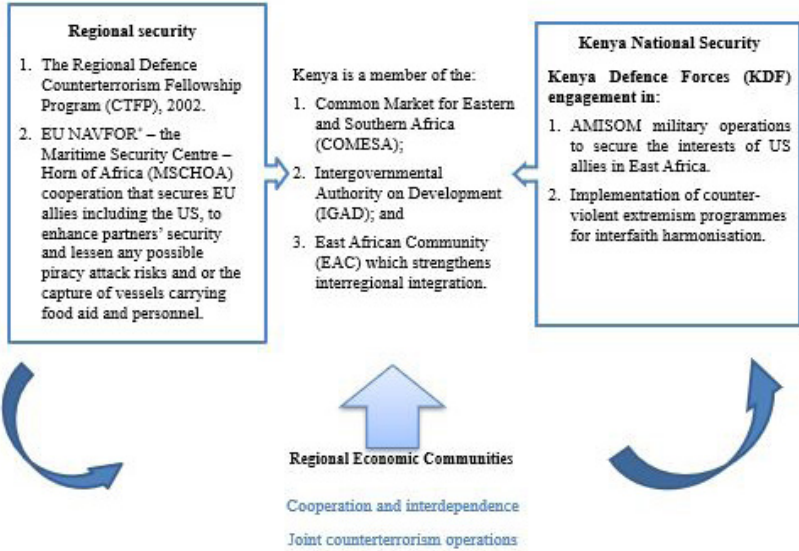 Regional security
1. The Regional Defence
Counterterrorism Fellowship
Program (CTFP), 2002.
2. EU NAVFOR* – the
Maritime Security Centre –
Horn of Africa (MSCHOA)
cooperation that secures EU
allies including the US, to
enhance partners' security
and lessen any possible
piracy attack risks and or the
capture of vessels carrying
food aid and personnel.
Kenya is a member of the:
1. Common Market for Eastern
and Southern Africa
(COMESA);
2. Intergovernmental
Authority on Development
(IGAD); and
3. East African Community
(EAC) which strengthens
interregional integration.
Kenya National Security
Kenya Defence Forces (KDF)
engagement in:
1. AMISOM military operations
to secure the interests of US
allies in East Africa.
2. Implementation of counter-
violent extremism programmes
for interfaith harmonisation.
Regional Economic Communities
Cooperation and interdependence
Joint counterterrorism operations